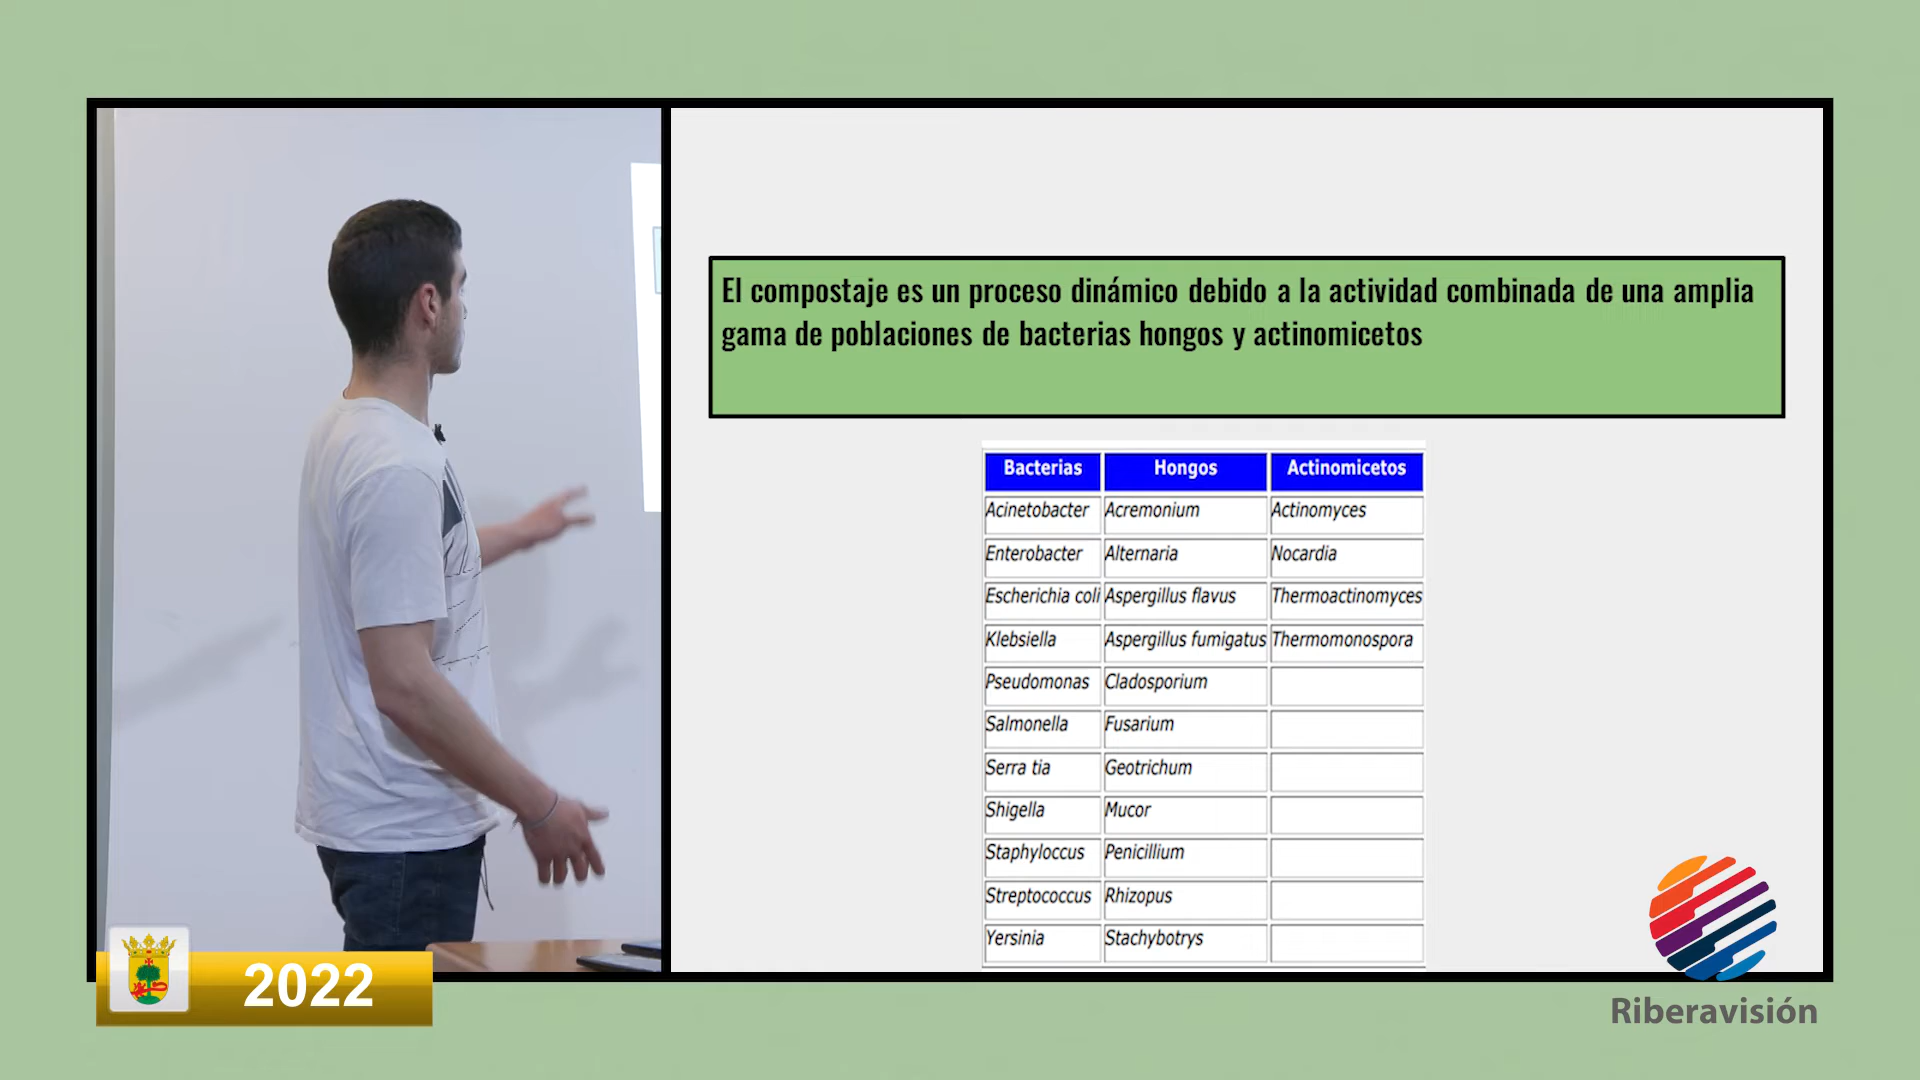 El compostaje es un proceso dinámico debido a la actividad combinada de una amplia
gama de poblaciones de bacterias hongos y actinomicetos
Bacterias Hongos Actinomicetos
Acinetobacter Acremonium Actinomyces
Enterobacter Alternaria Nocardia
Escherichia coli Aspergillus flavus Thermoactinomyces
Klebsiella Aspergillus fumigatus Thermomonospora
Pseudomonas Cladosporium
Salmonella Fusarium
Serra tia Geotrichum
Shigella Mucor
Staphyloccus Penicillium
Streptococcus Rhizopus
Yersinia Stachybotrys
2022
Riberavisión